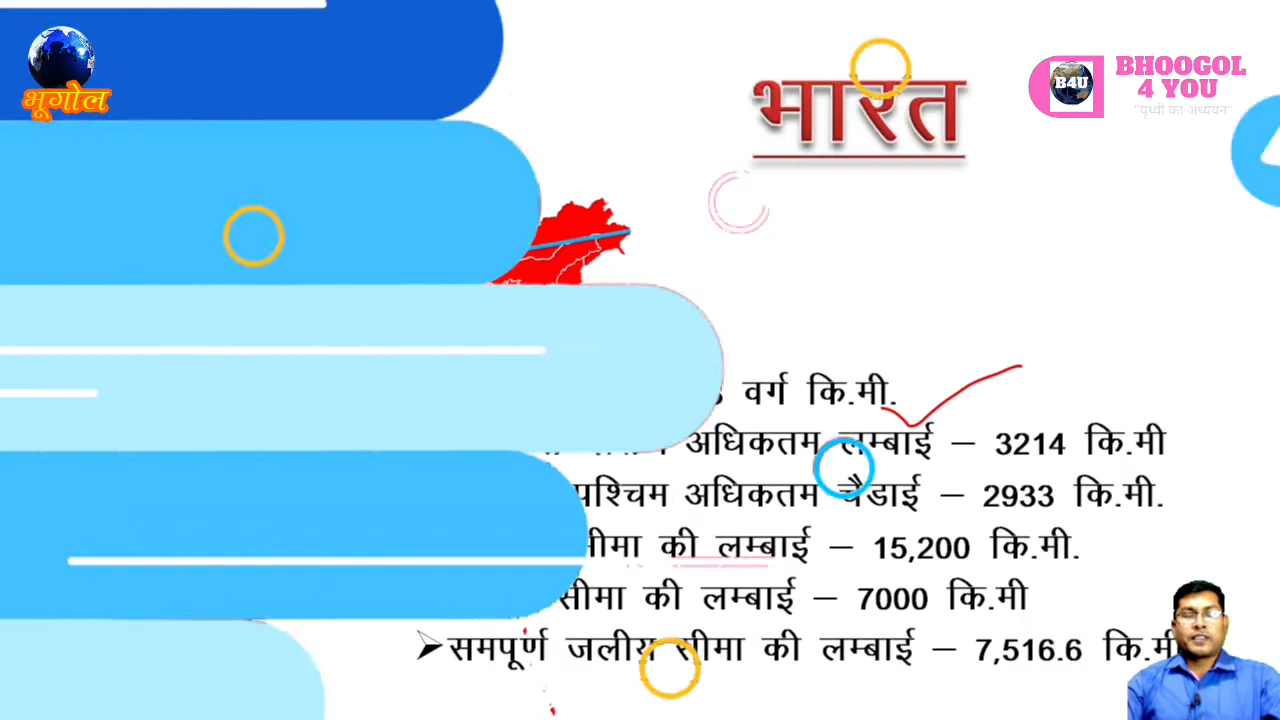 भूगोल
भारत
B4U
BHOOGOL
4 YOU
"पृथ्वी का अध्ययन"
वर्ग कि.मी.
अधिकतम लम्बाई – 3214 कि.मी
पश्चिम अधिकतम चैडाई – 2933 कि.मी.
सीमा की लम्बाई – 15,200 कि.मी.
सीमा की लम्बाई – 7000 कि.मी
➢समपूर्ण जलीय सीमा की लम्बाई – 7,516.6 कि.मी